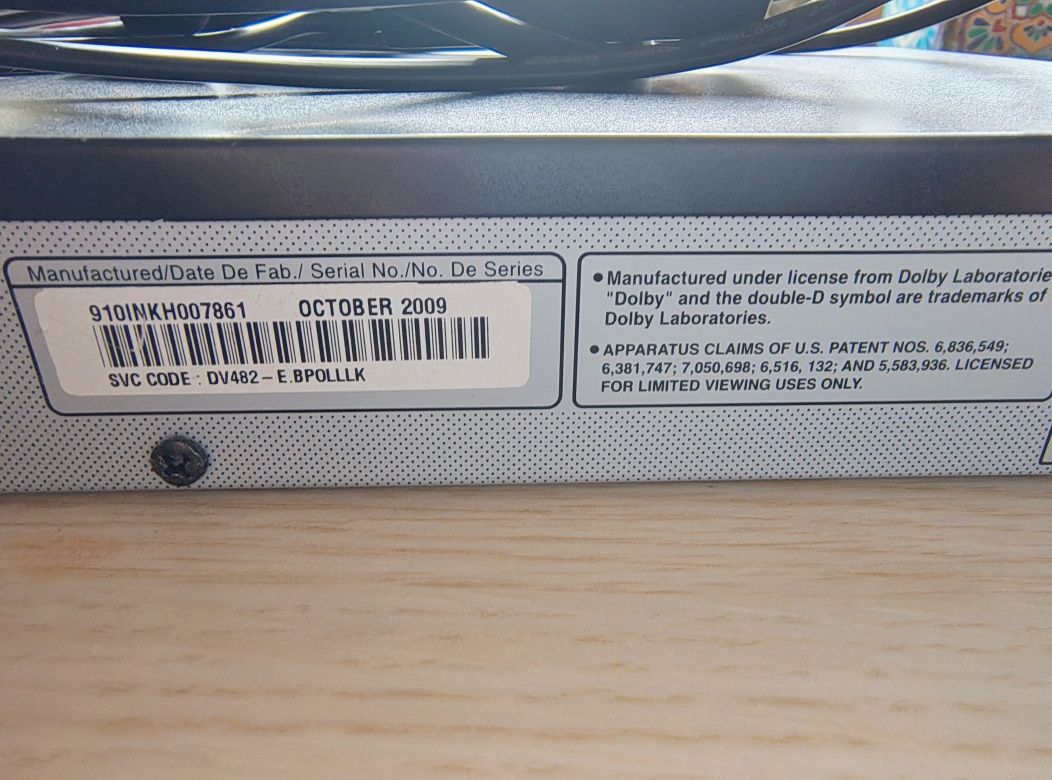 Manufactured/Date De Fab./ Serial No./No. De Series
910INKH007861 OCTOBER 2009
SVC CODE : DV482-E.BPOLLLK
● Manufactured under license from Dolby Laboratorie
"Dolby" and the double-D symbol are trademarks of
Dolby Laboratories.
● APPARATUS CLAIMS OF U.S. PATENT NOS. 6,836,549;
6,381,747; 7,050,698; 6,516, 132; AND 5,583,936. LICENSED
FOR LIMITED VIEWING USES ONLY.